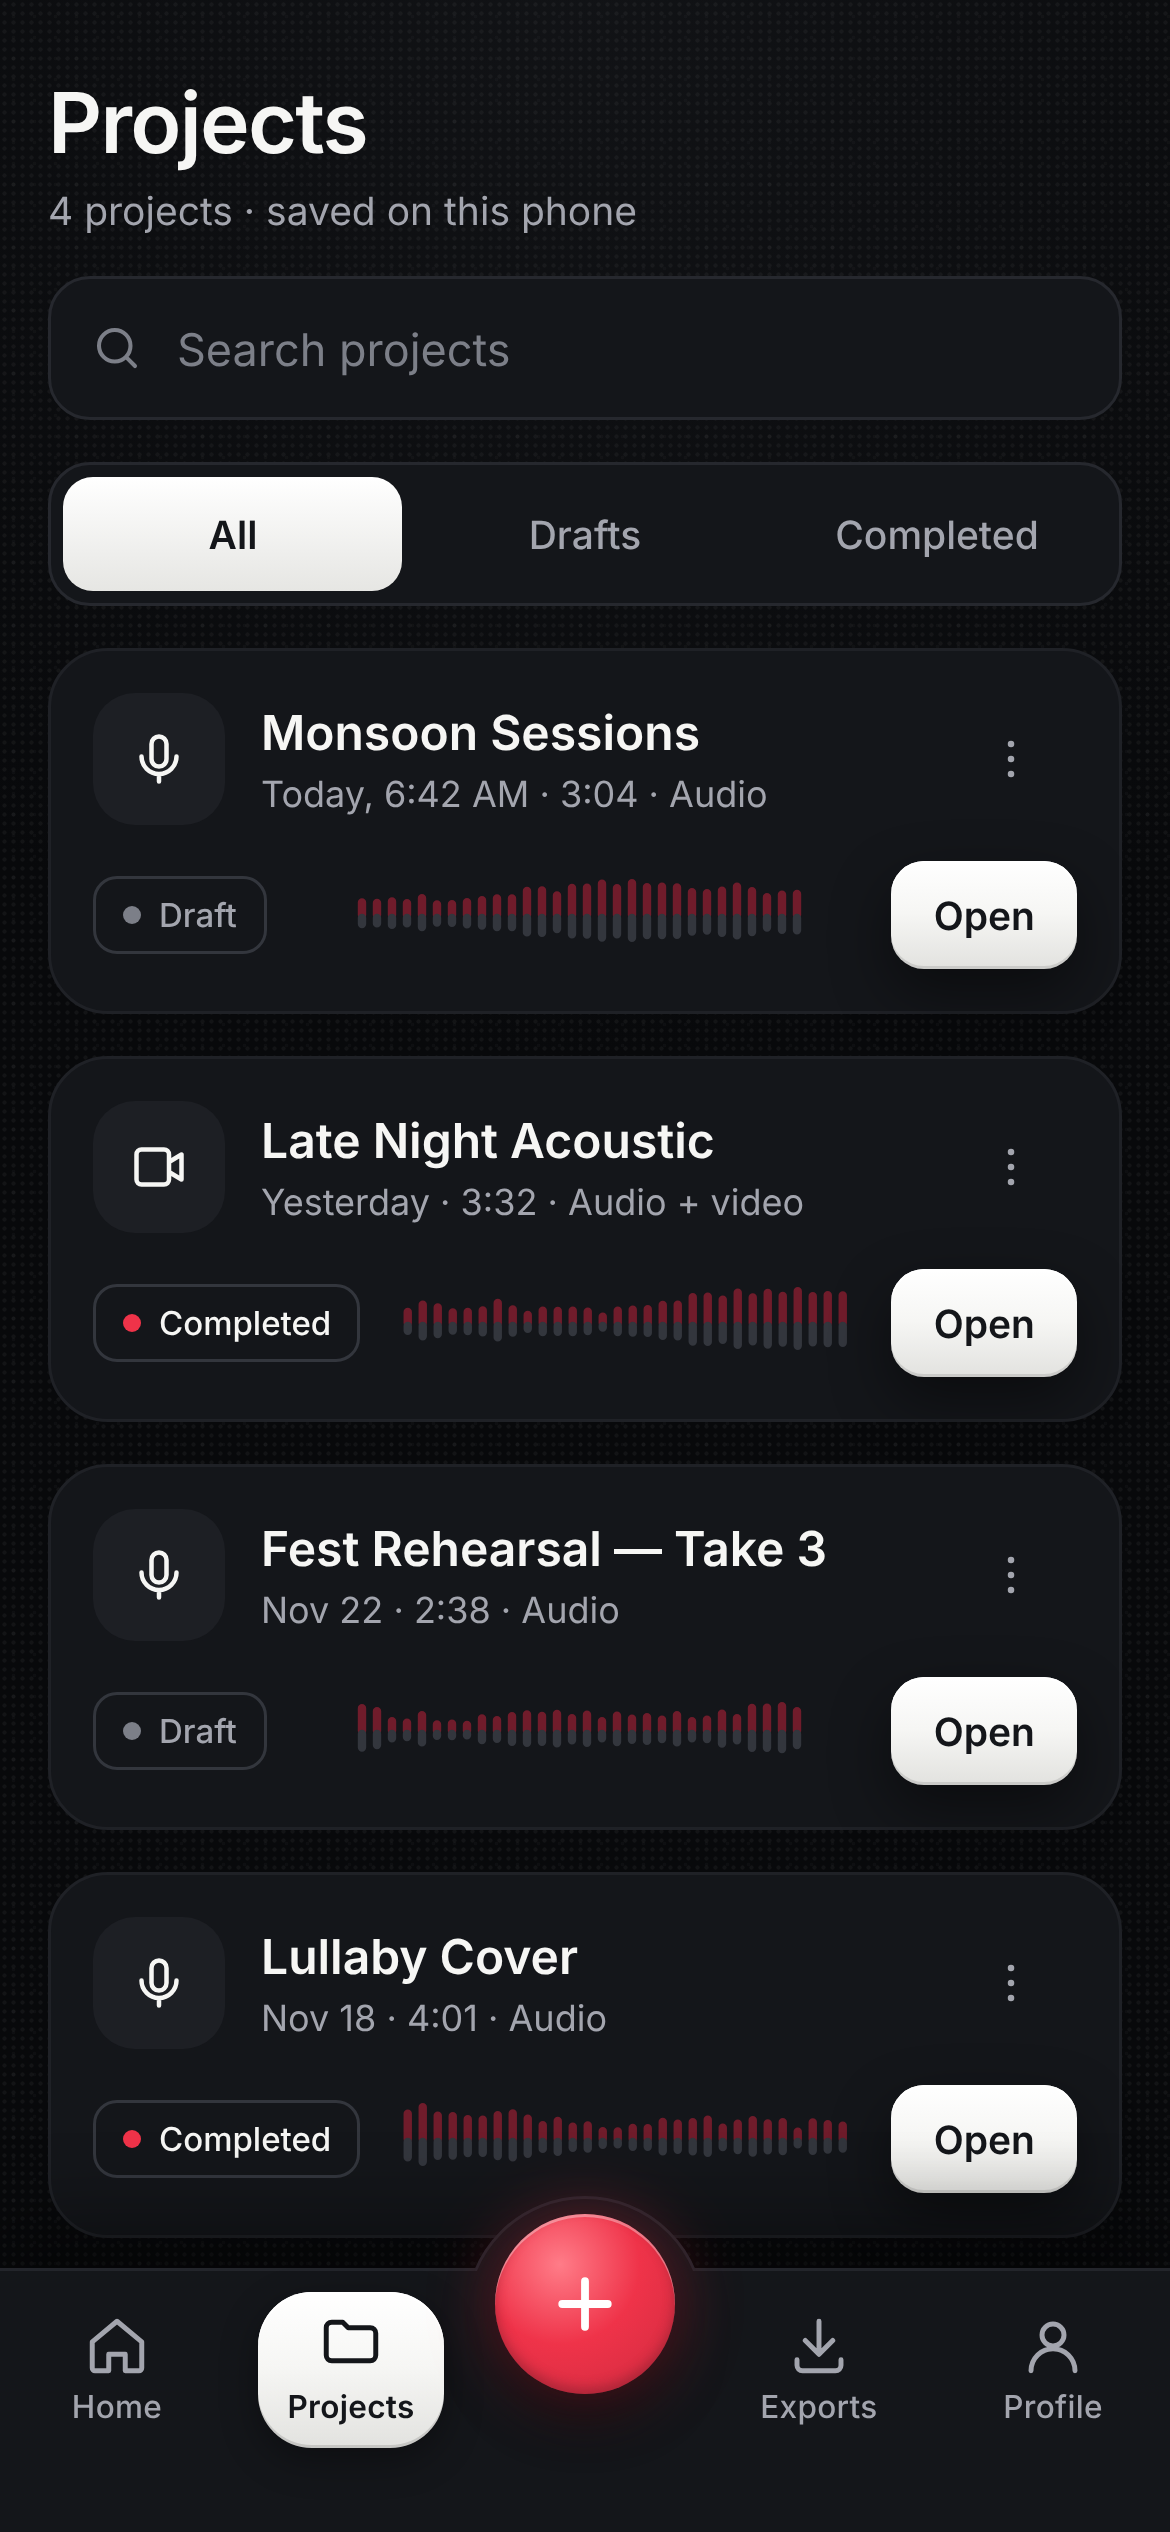 Projects
4 projects · saved on this phone
Search projects
All Drafts Completed
Monsoon Sessions
Today, 6:42 AM · 3:04 · Audio
Draft Open
Late Night Acoustic
Yesterday · 3:32 · Audio + video
Completed Open
Fest Rehearsal — Take 3
Nov 22 · 2:38 · Audio
Draft Open
Lullaby Cover
Nov 18 · 4:01 · Audio
Completed Open
Home Projects Exports Profile